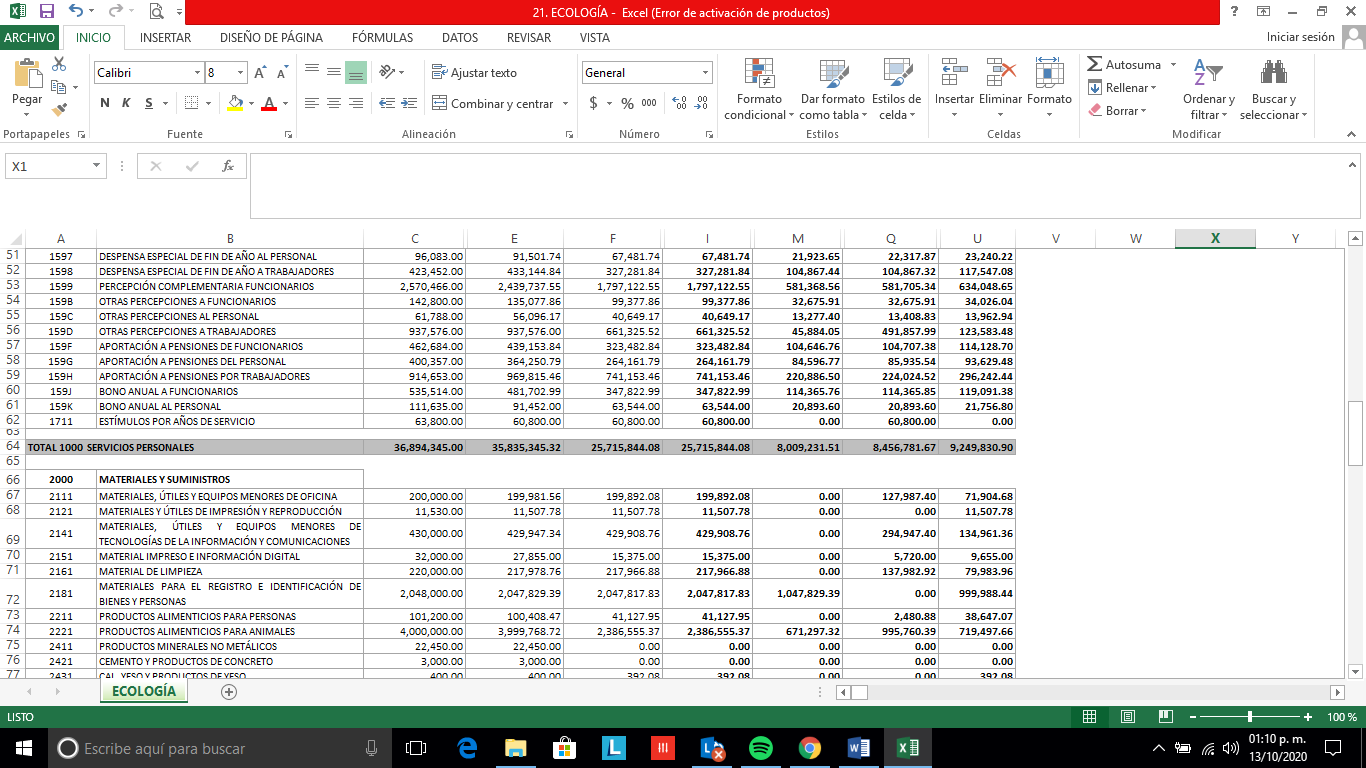 21. ECOLOGÍA - Excel (Error de activación de productos)
ARCHIVO INICIO INSERTAR DISEÑO DE PÁGINA FÓRMULAS DATOS REVISAR VISTA Iniciar sesión
Calibri 8 Ajustar texto General Autosuma
Pegar N K S Combinar y centrar $ % 000 Formato condicional Dar formato como tabla Estilos de celda Insertar Eliminar Formato Rellenar Borrar Ordenar y filtrar Buscar y seleccionar
Portapapeles Fuente Alineación Número Estilos Celdas Modificar
X1 fx
A B C E F I M Q U V W X Y
51 1597 DESPENSA ESPECIAL DE FIN DE AÑO AL PERSONAL 96,083.00 91,501.74 67,481.74 67,481.74 21,923.65 22,317.87 23,240.22
52 1598 DESPENSA ESPECIAL DE FIN DE AÑO A TRABAJADORES 423,452.00 433,144.84 327,281.84 327,281.84 104,867.44 104,867.32 117,547.08
53 1599 PERCEPCIÓN COMPLEMENTARIA FUNCIONARIOS 2,570,466.00 2,439,737.55 1,797,122.55 1,797,122.55 581,368.56 581,705.34 634,048.65
54 159B OTRAS PERCEPCIONES A FUNCIONARIOS 142,800.00 135,077.86 99,377.86 99,377.86 32,675.91 32,675.91 34,026.04
55 159C OTRAS PERCEPCIONES AL PERSONAL 61,788.00 56,096.17 40,649.17 40,649.17 13,277.40 13,408.83 13,962.94
56 159D OTRAS PERCEPCIONES A TRABAJADORES 937,576.00 937,576.00 661,325.52 661,325.52 45,884.05 491,857.99 123,583.48
57 159F APORTACIÓN A PENSIONES DE FUNCIONARIOS 462,684.00 439,153.84 323,482.84 323,482.84 104,646.76 104,707.38 114,128.70
58 159G APORTACIÓN A PENSIONES DEL PERSONAL 400,357.00 364,250.79 264,161.79 264,161.79 84,596.77 85,935.54 93,629.48
59 159H APORTACIÓN A PENSIONES POR TRABAJADORES 914,653.00 969,815.46 741,153.46 741,153.46 220,886.50 224,024.52 296,242.44
60 159J BONO ANUAL A FUNCIONARIOS 535,514.00 481,702.99 347,822.99 347,822.99 114,365.76 114,365.85 119,091.38
61 159K BONO ANUAL AL PERSONAL 111,635.00 91,452.00 63,544.00 63,544.00 20,893.60 20,893.60 21,756.80
62 1711 ESTÍMULOS POR AÑOS DE SERVICIO 63,800.00 60,800.00 60,800.00 60,800.00 0.00 60,800.00 0.00
63
64 TOTAL 1000 SERVICIOS PERSONALES 36,894,345.00 35,835,345.32 25,715,844.08 25,715,844.08 8,009,231.51 8,456,781.67 9,249,830.90
65
66 2000 MATERIALES Y SUMINISTROS
67 2111 MATERIALES, ÚTILES Y EQUIPOS MENORES DE OFICINA 200,000.00 199,981.56 199,892.08 199,892.08 0.00 127,987.40 71,904.68
68 2121 MATERIALES Y ÚTILES DE IMPRESIÓN Y REPRODUCCIÓN 11,530.00 11,507.78 11,507.78 11,507.78 0.00 0.00 11,507.78
69 2141 MATERIALES, ÚTILES Y EQUIPOS MENORES DE
TECNOLOGÍAS DE LA INFORMACIÓN Y COMUNICACIONES 430,000.00 429,947.34 429,908.76 429,908.76 0.00 294,947.40 134,961.36
70 2151 MATERIAL IMPRESO E INFORMACIÓN DIGITAL 32,000.00 27,855.00 15,375.00 15,375.00 0.00 5,720.00 9,655.00
71 2161 MATERIAL DE LIMPIEZA 220,000.00 217,978.76 217,966.88 217,966.88 0.00 137,982.92 79,983.96
72 2181 MATERIALES PARA EL REGISTRO E IDENTIFICACIÓN DE
BIENES Y PERSONAS 2,048,000.00 2,047,829.39 2,047,817.83 2,047,817.83 1,047,829.39 0.00 999,988.44
73 2211 PRODUCTOS ALIMENTICIOS PARA PERSONAS 101,200.00 100,408.47 41,127.95 41,127.95 0.00 2,480.88 38,647.07
74 2221 PRODUCTOS ALIMENTICIOS PARA ANIMALES 4,000,000.00 3,999,768.72 2,386,555.37 2,386,555.37 671,297.32 995,760.39 719,497.66
75 2411 PRODUCTOS MINERALES NO METÁLICOS 22,450.00 22,450.00 0.00 0.00 0.00 0.00 0.00
76 2421 CEMENTO Y PRODUCTOS DE CONCRETO 3,000.00 3,000.00 0.00 0.00 0.00 0.00 0.00
77 2431 CAL, YESO Y PRODUCTOS DE YESO 400.00 400.00 392.08 392.08 0.00 0.00 392.08
ECOLOGÍA
LISTO 100 %
Escribe aquí para buscar 01:10 p. m.
13/10/2020